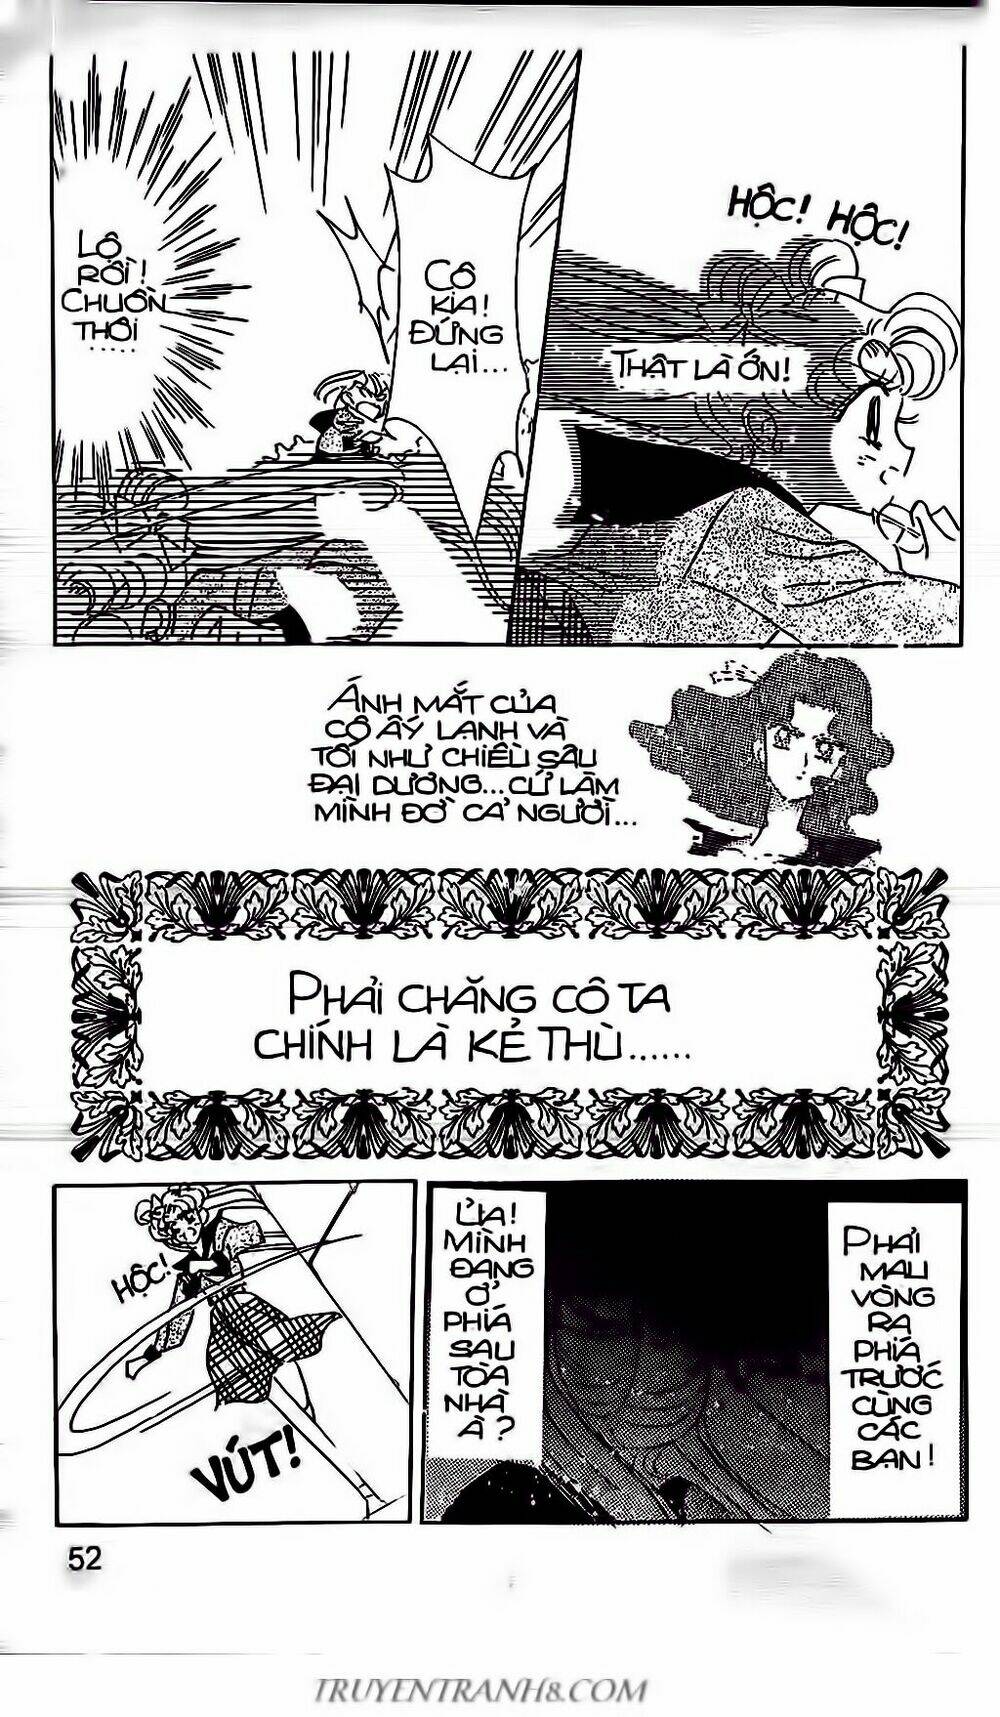 LỘ
RỒI!
CHUỒN
THÔI
......
CÔ
KIA!
ĐỨNG
LẠI...
HỘC! HỘC!
THẬT LÀ ỚN!
ÁNH MẮT CỦA
CÔ ẤY LẠNH VÀ
TỐI NHƯ CHIỀU SÂU
ĐẠI DƯƠNG...CỨ LÀM
MÌNH ĐỜ CẢ NGƯỜI...
PHẢI CHĂNG CÔ TA
CHÍNH LÀ KẺ THÙ......
HỘC!
VÚT!
ỦA!
MÌNH
ĐANG
Ở
PHÍA
SAU
TÒA
NHÀ
À?
PHẢI
MAU
VÒNG
RA
PHÍA
TRƯỚC
CÙNG
CÁC
BẠN!
52
TRUYENTRANH8.COM